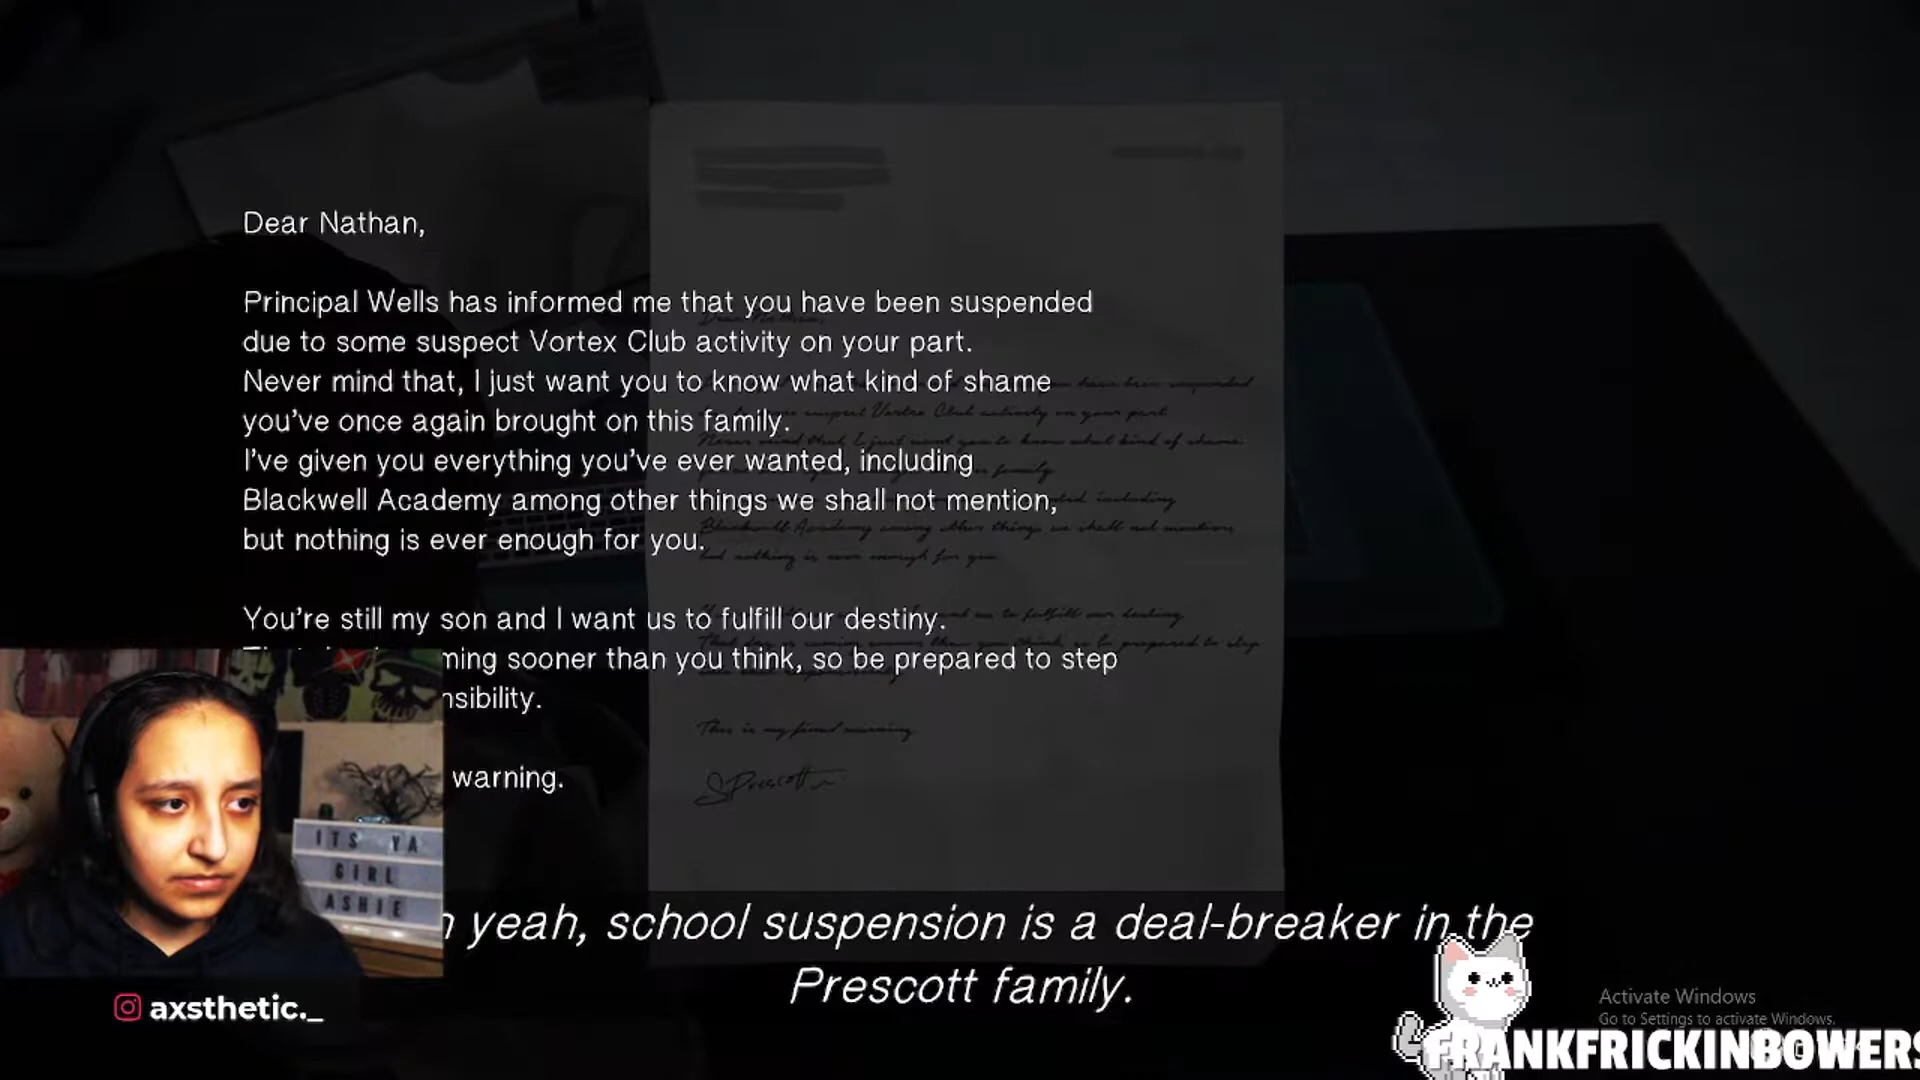 Dear Nathan,
Principal Wells has informed me that you have been suspended
due to some suspect Vortex Club activity on your part.
Never mind that, I just want you to know what kind of shame
you've once again brought on this family.
I've given you everything you've ever wanted, including
Blackwell Academy among other things we shall not mention,
but nothing is ever enough for you.
You're still my son and I want us to fulfill our destiny.
ming sooner than you think, so be prepared to step
nsibility.
warning.
This is my final warning
SPrescott
ITS YA
GIRL
ASHIE
yeah, school suspension is a deal-breaker in the
Prescott family.
axsthetic._
Activate Windows
Go to Settings to activate Windows.
FRANKFRICKINBOWERS